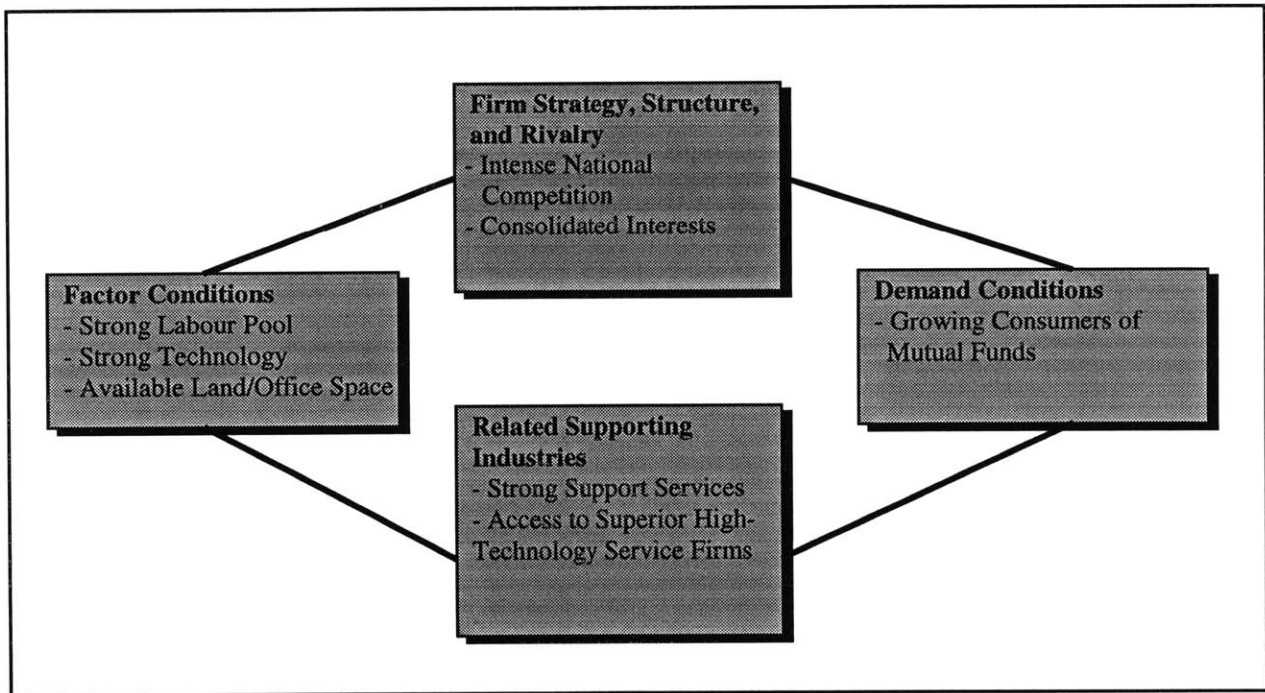 Firm Strategy, Structure,
and Rivalry
- Intense National
Competition
- Consolidated Interests
Factor Conditions
- Strong Labour Pool
- Strong Technology
- Available Land/Office Space
Demand Conditions
- Growing Consumers of
Mutual Funds
Related Supporting
Industries
- Strong Support Services
- Access to Superior High-
Technology Service Firms